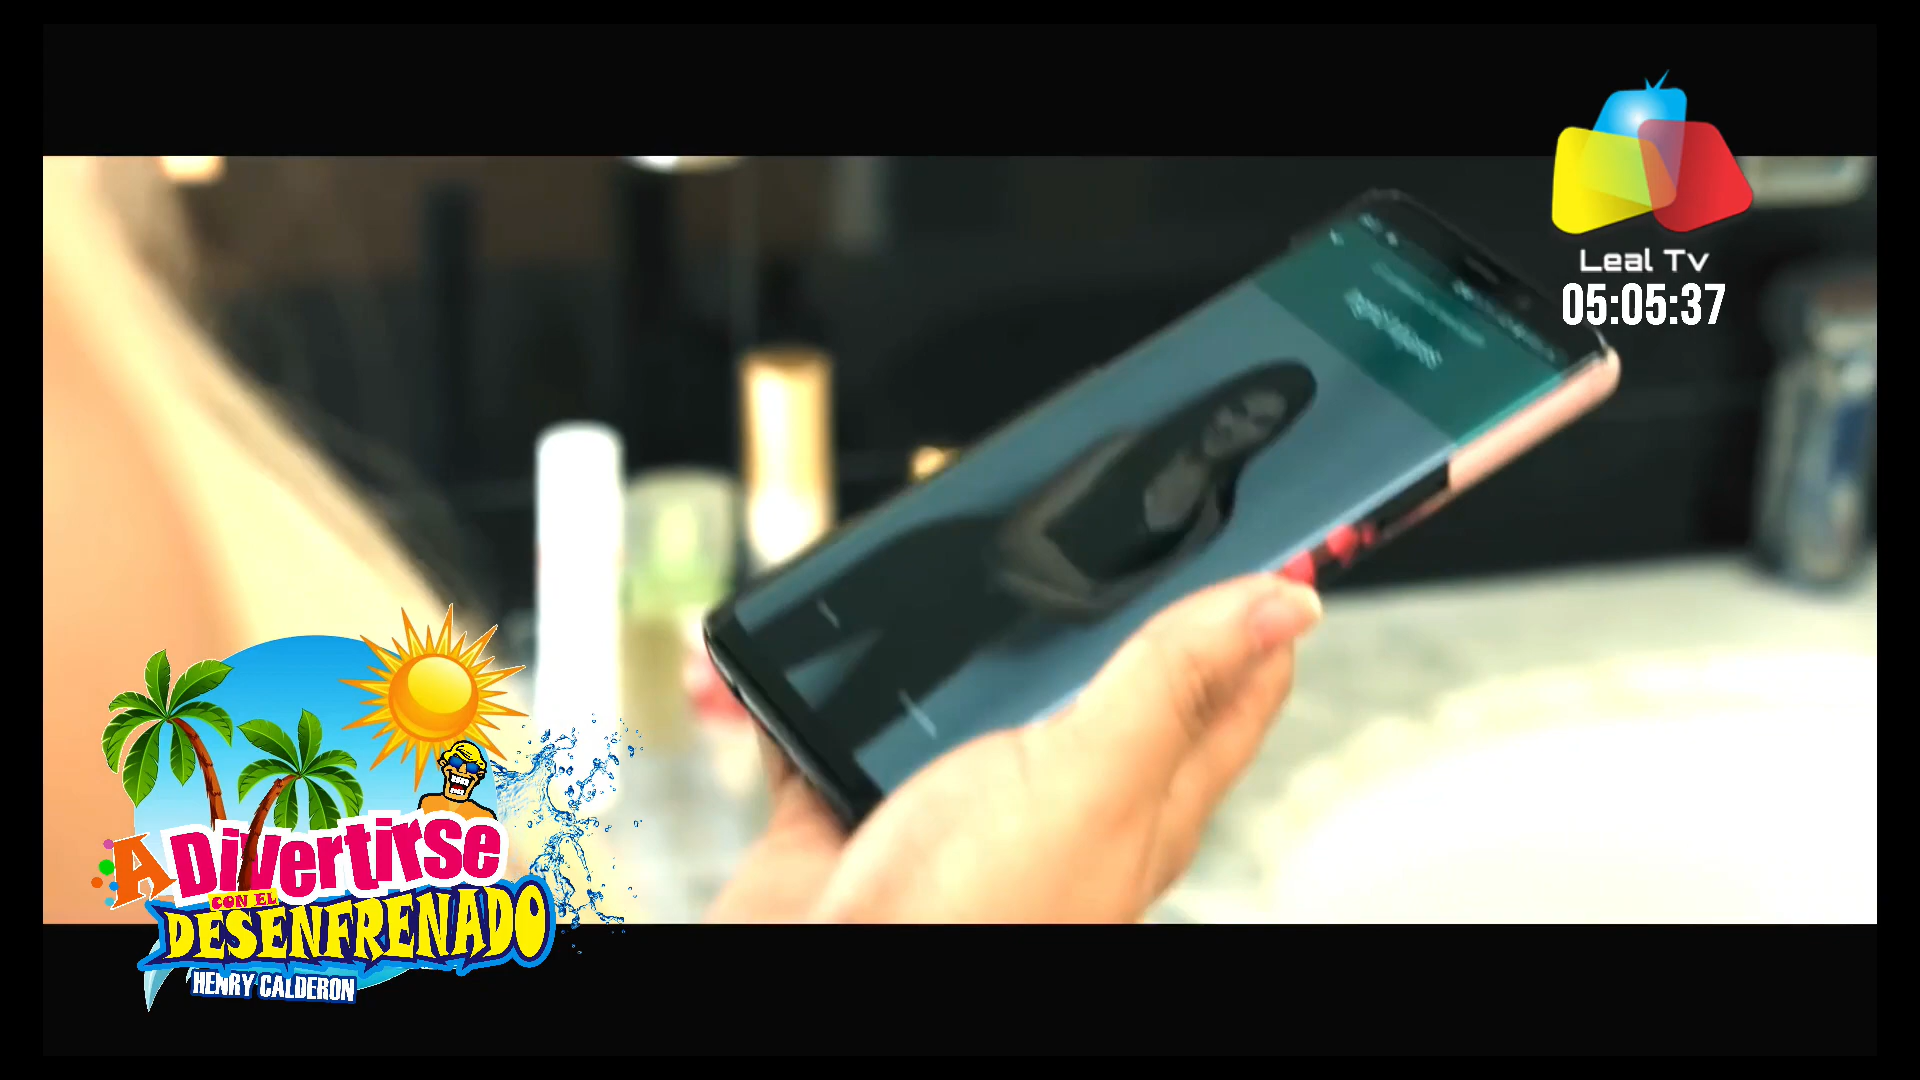 Leal Tv
05:05:37
A Divertirse
CON EL
DESENFRENADO
HENRY CALDERON